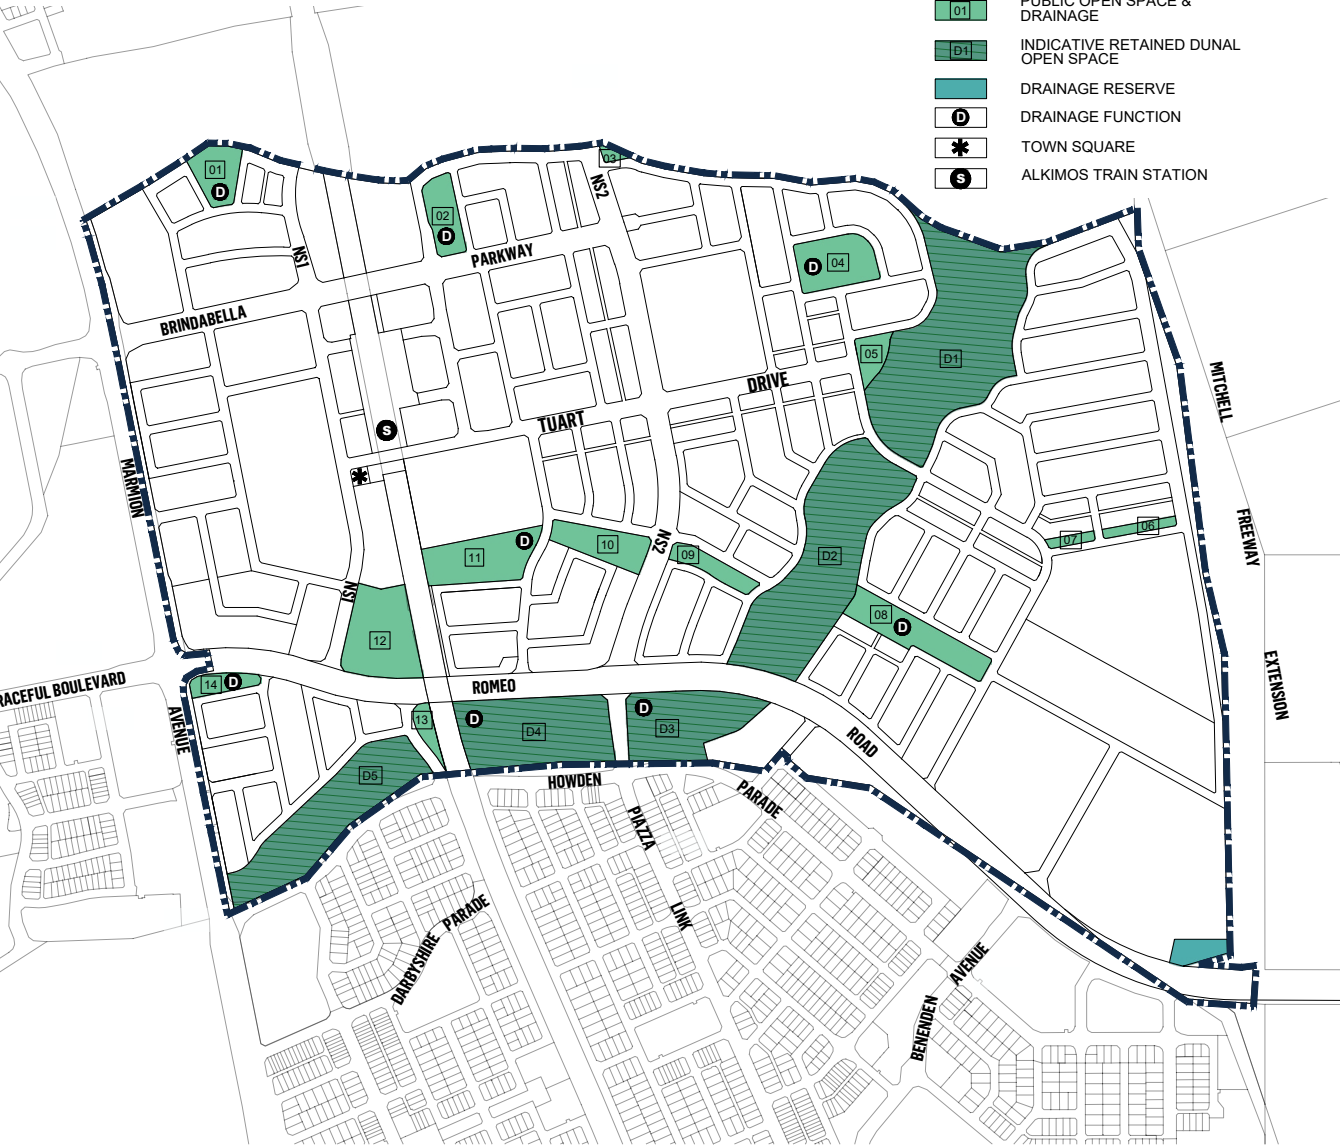 PUBLIC OPEN SPACE &
01
DRAINAGE
D1
INDICATIVE RETAINED DUNAL
OPEN SPACE
DRAINAGE RESERVE
D
DRAINAGE FUNCTION
TOWN SQUARE
S
ALKIMOS TRAIN STATION
01
D
03
NS2
02
D
NS1
PARKWAY
D
04
BRINDABELLA
05
D1
DRIVE
MITCHELL
TUART
S
MARMION
FREEWAY
06
07
D
11
10
NS2
09
D2
NS1
08
D
12
EXTENSION
14
D
RACEFUL BOULEVARD
ROMEO
AVENUE
13
D
D4
D
D3
ROAD
D5
HOWDEN
PARADE
PIAZZA
LINK
DARBYSHIRE PARADE
BENENDEN
AVENUE